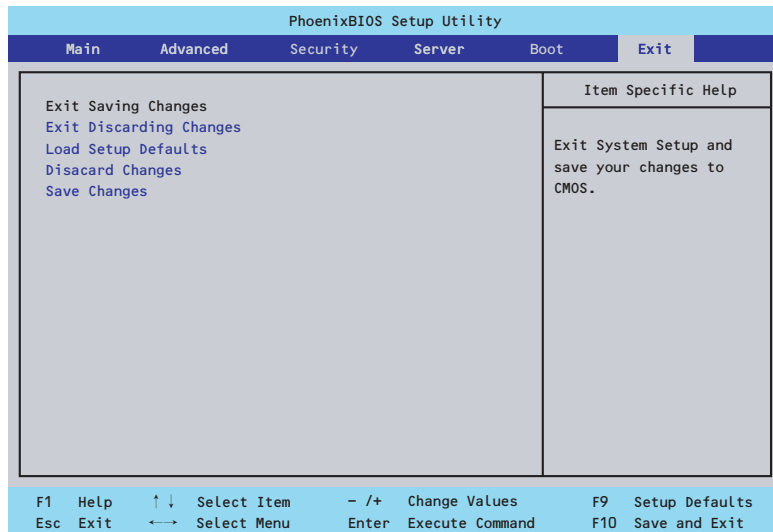 PhoenixBIOS Setup Utility
Main Advanced Security Server Boot Exit
Exit Saving Changes
Exit Discarding Changes
Load Setup Defaults
Disacard Changes
Save Changes
Item Specific Help
Exit System Setup and
save your changes to
CMOS.
F1 Help ↑↓ Select Item − /+ Change Values F9 Setup Defaults
Esc Exit ←→ Select Menu Enter Execute Command F10 Save and Exit